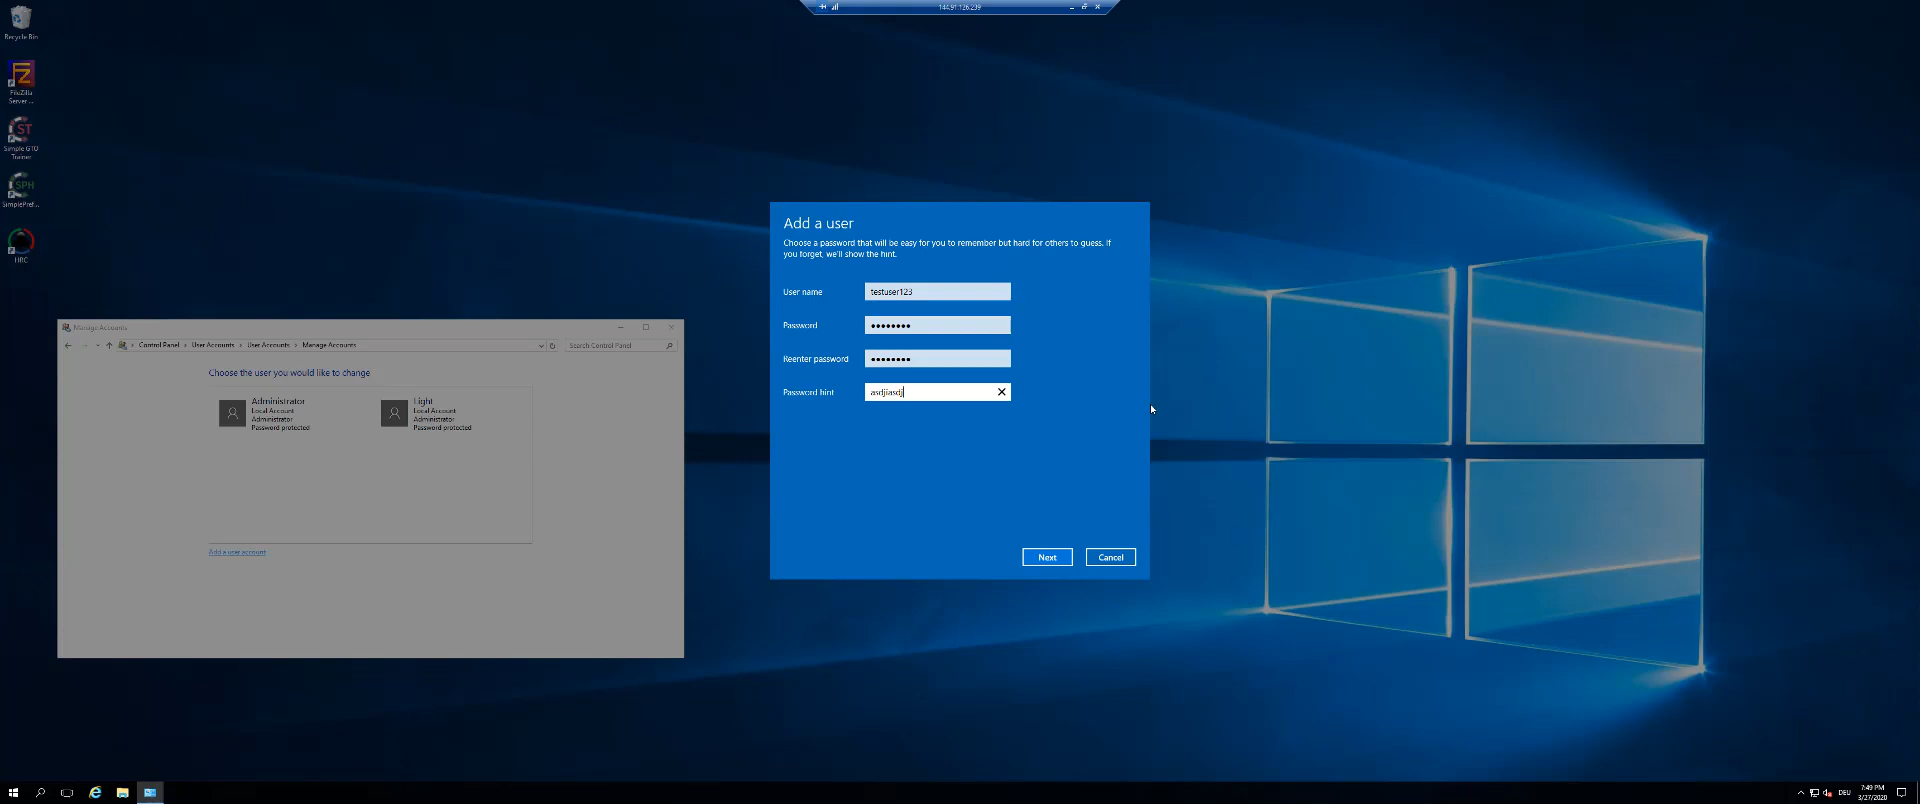 144.91.126.239
Recycle Bin
FileZilla
Server ...
ST
Simple GTO
Trainer
SPH
SimplePref...
HRC
Manage Accounts
Control Panel > User Accounts > User Accounts > Manage Accounts
Search Control Panel
Choose the user you would like to change
Administrator
Local Account
Administrator
Password protected
Light
Local Account
Administrator
Password protected
Add a user account
Add a user
Choose a password that will be easy for you to remember but hard for others to guess. If
you forget, we'll show the hint.
User name testuser123
Password ●●●●●●●●
Reenter password ●●●●●●●●
Password hint asdjiasdj
Next Cancel
DEU
7:49 PM
3/27/2020